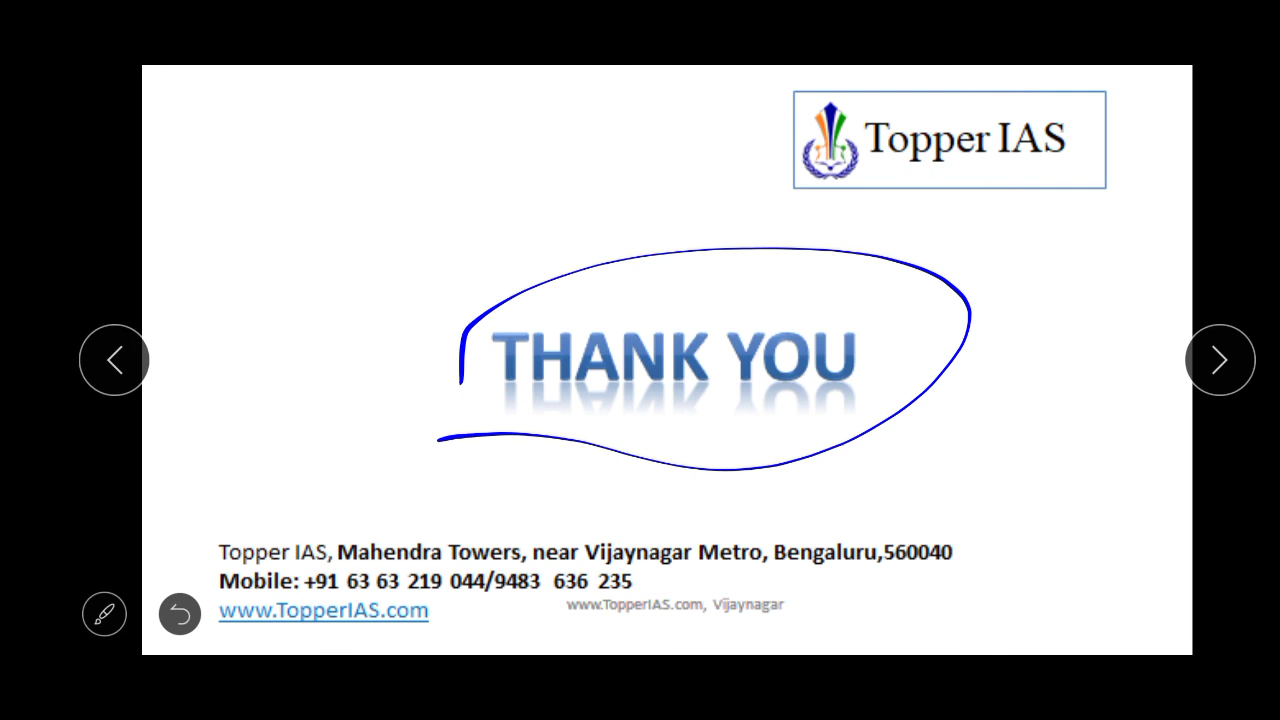 Topper IAS
THANK YOU
Topper IAS, Mahendra Towers, near Vijaynagar Metro, Bengaluru,560040
Mobile: +91 63 63 219 044/9483 636 235
www.TopperIAS.com
www.TopperIAS.com, Vijaynagar